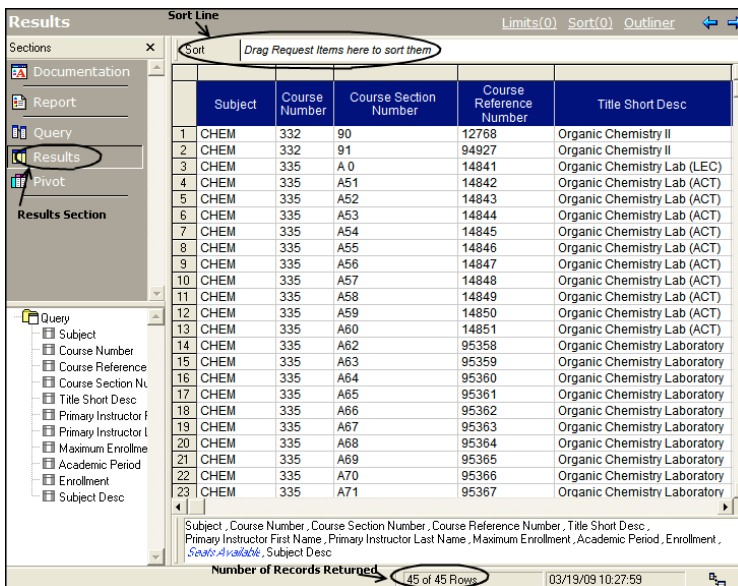 Sort Line
Results
Limits(0) Sort(0) Outliner
Sections x
Sort Drag Request Items here to sort them
Documentation
Report
Query
Results
Pivot
Results Section
Subject Course Number Course Section Number Course Reference Number Title Short Desc
1 CHEM 332 90 12768 Organic Chemistry II
2 CHEM 332 91 94927 Organic Chemistry II
3 CHEM 335 A 0 14841 Organic Chemistry Lab (LEC)
4 CHEM 335 A51 14842 Organic Chemistry Lab (ACT)
5 CHEM 335 A52 14843 Organic Chemistry Lab (ACT)
6 CHEM 335 A53 14844 Organic Chemistry Lab (ACT)
7 CHEM 335 A54 14845 Organic Chemistry Lab (ACT)
8 CHEM 335 A55 14846 Organic Chemistry Lab (ACT)
9 CHEM 335 A56 14847 Organic Chemistry Lab (ACT)
10 CHEM 335 A57 14848 Organic Chemistry Lab (ACT)
11 CHEM 335 A58 14849 Organic Chemistry Lab (ACT)
12 CHEM 335 A59 14850 Organic Chemistry Lab (ACT)
13 CHEM 335 A60 14851 Organic Chemistry Lab (ACT)
14 CHEM 335 A62 95358 Organic Chemistry Laboratory
15 CHEM 335 A63 95359 Organic Chemistry Laboratory
16 CHEM 335 A64 95360 Organic Chemistry Laboratory
17 CHEM 335 A65 95361 Organic Chemistry Laboratory
18 CHEM 335 A66 95362 Organic Chemistry Laboratory
19 CHEM 335 A67 95363 Organic Chemistry Laboratory
20 CHEM 335 A68 95364 Organic Chemistry Laboratory
21 CHEM 335 A69 95365 Organic Chemistry Laboratory
22 CHEM 335 A70 95366 Organic Chemistry Laboratory
23 CHEM 335 A71 95367 Organic Chemistry Laboratory
Query
Subject
Course Number
Course Reference
Course Section Nu
Title Short Desc
Primary Instructor F
Primary Instructor L
Maximum Enrollme
Academic Period
Enrollment
Subject Desc
Subject , Course Number , Course Section Number , Course Reference Number , Title Short Desc ,
Primary Instructor First Name , Primary Instructor Last Name , Maximum Enrollment , Academic Period , Enrollment ,
Seats Available , Subject Desc
Number of Records Returned
45 of 45 Rows
03/19/09 10:27:59